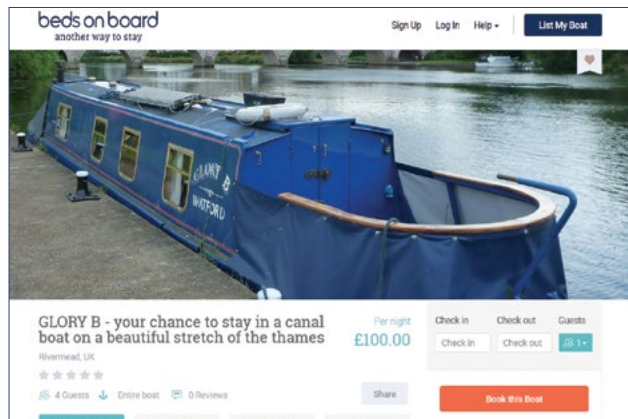 beds on board
another way to stay
Sign Up Log In Help List My Boat
GLORY B
WATFORD
GLORY B - your chance to stay in a canal
boat on a beautiful stretch of the thames
Rivermead, UK
4 Guests Entire boat 0 Reviews
Per night
£100.00
Share
Check in Check out Guests
Check in Check out 1
Book this Boat